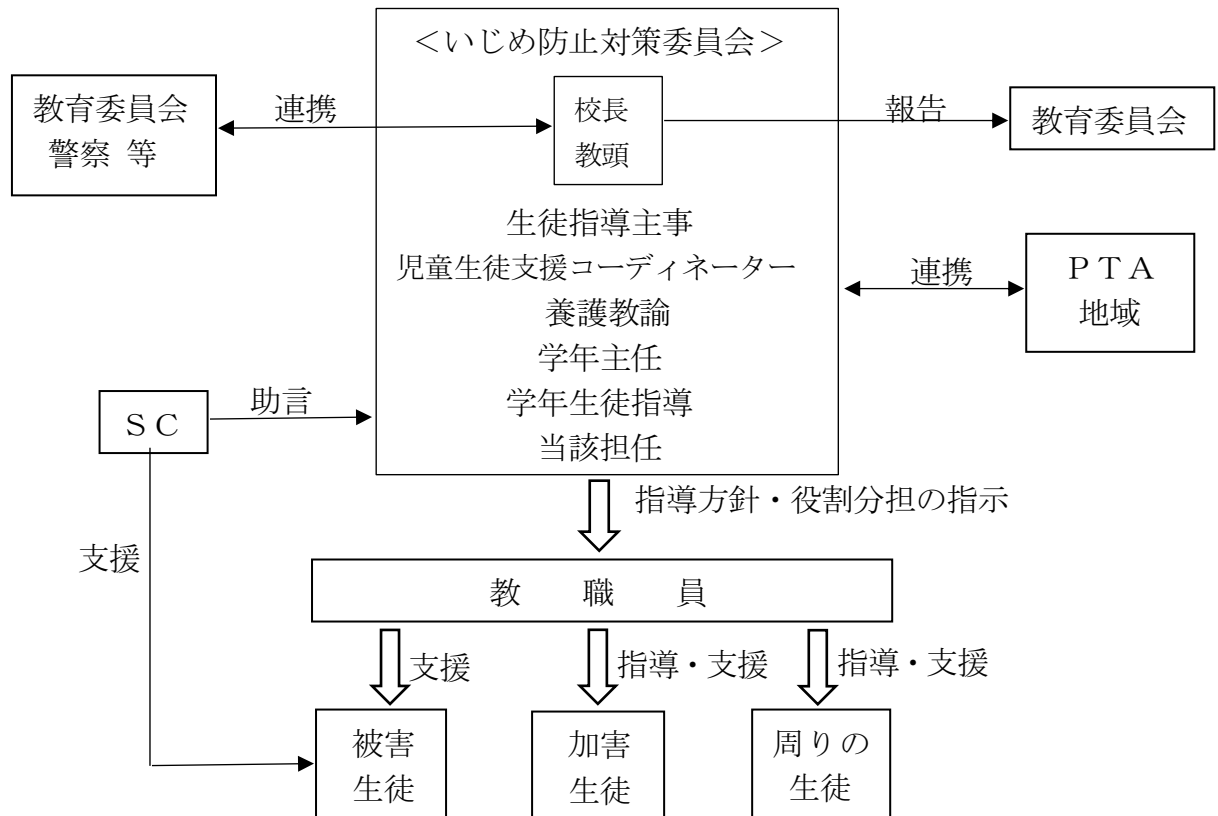 ＜いじめ防止対策委員会＞
教育委員会
警察 等
連携
校長
教頭
報告
教育委員会
生徒指導主事
児童生徒支援コーディネーター
養護教諭
学年主任
学年生徒指導
当該担任
連携
ＰＴＡ
地域
ＳＣ
助言
指導方針・役割分担の指示
支援
教　職　員
支援
指導・支援
指導・支援
被害
生徒
加害
生徒
周りの
生徒